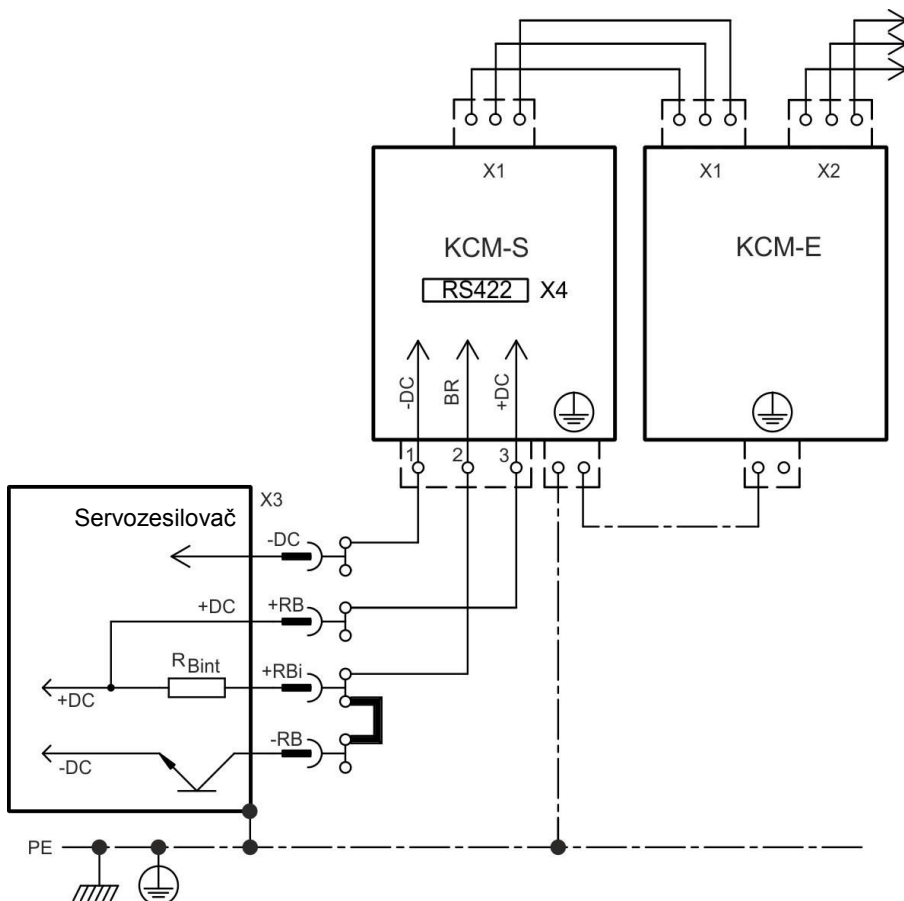 X1
X1 X2
KCM-S
KCM-E
RS422 X4
-DC
BR
+DC
1 2 3
X3
Servozesilovač
-DC
+DC +RB
RBint +RBi
+DC
-RB
-DC
PE